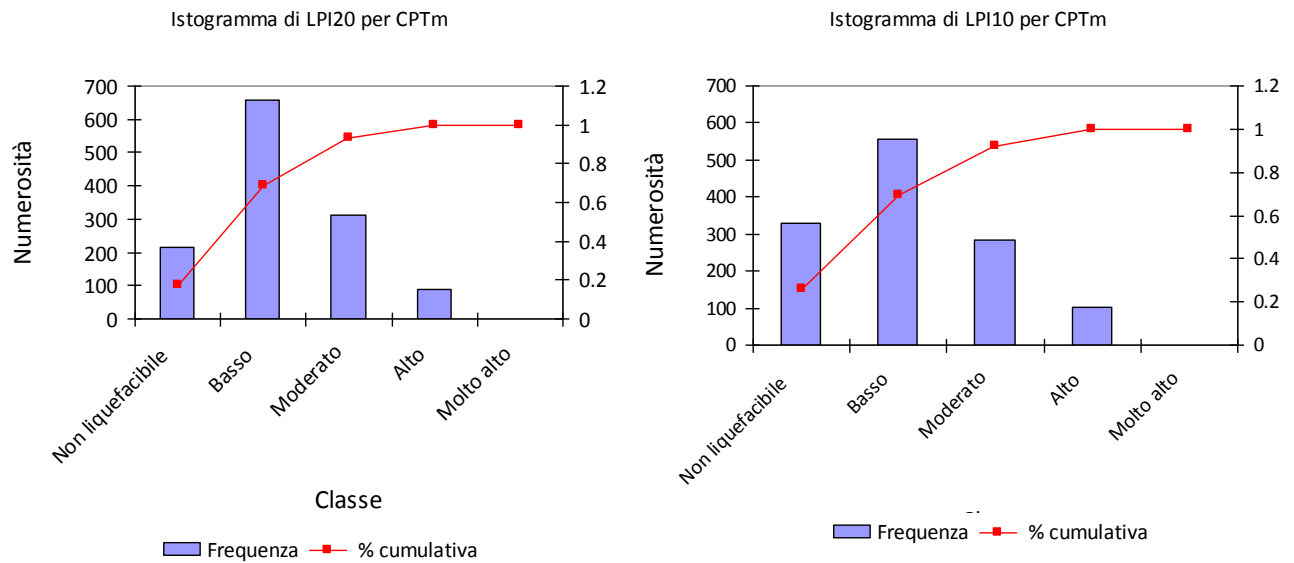 Istogramma di LPI20 per CPTm
700
600
500
400
300
200
100
0
1.2
1
0.8
0.6
0.4
0.2
0
Numerosità
Non liquefacibile
Basso
Moderato
Alto
Molto alto
Classe
Frequenza
% cumulativa
Istogramma di LPI10 per CPTm
700
600
500
400
300
200
100
0
1.2
1
0.8
0.6
0.4
0.2
0
Numerosità
Non liquefacibile
Basso
Moderato
Alto
Molto alto
Frequenza
% cumulativa